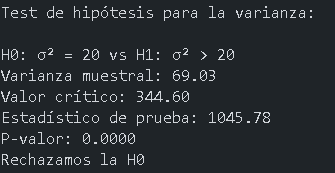 Test de hipótesis para la varianza:
H0: σ² = 20 vs H1: σ² > 20
Varianza muestral: 69.03
Valor crítico: 344.60
Estadístico de prueba: 1045.78
P-valor: 0.0000
Rechazamos la H0